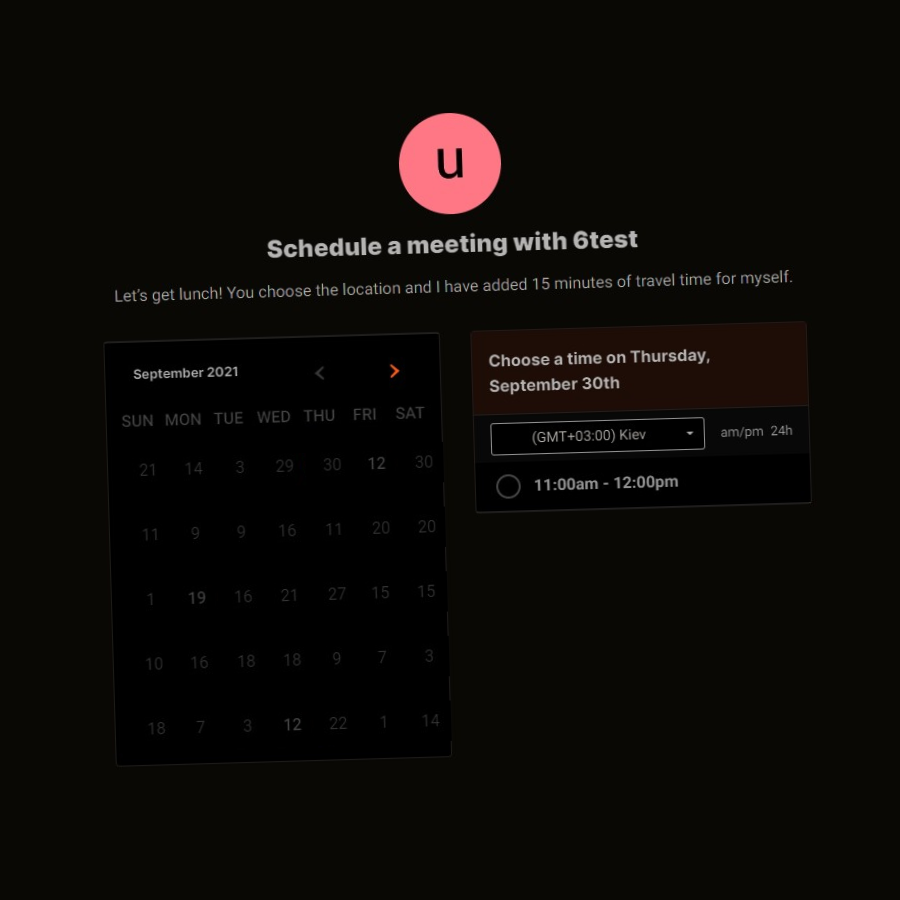 u
Schedule a meeting with 6test
Let's get lunch! You choose the location and I have added 15 minutes of travel time for myself.
September 2021
SUN MON TUE WED THU FRI SAT
21 14 3 29 30 12 30
11 9 9 16 11 20 20
1 19 16 21 27 15 15
10 16 18 18 9 7 3
18 7 3 12 22 1 14
Choose a time on Thursday,
September 30th
(GMT+03:00) Kiev am/pm 24h
11:00am - 12:00pm